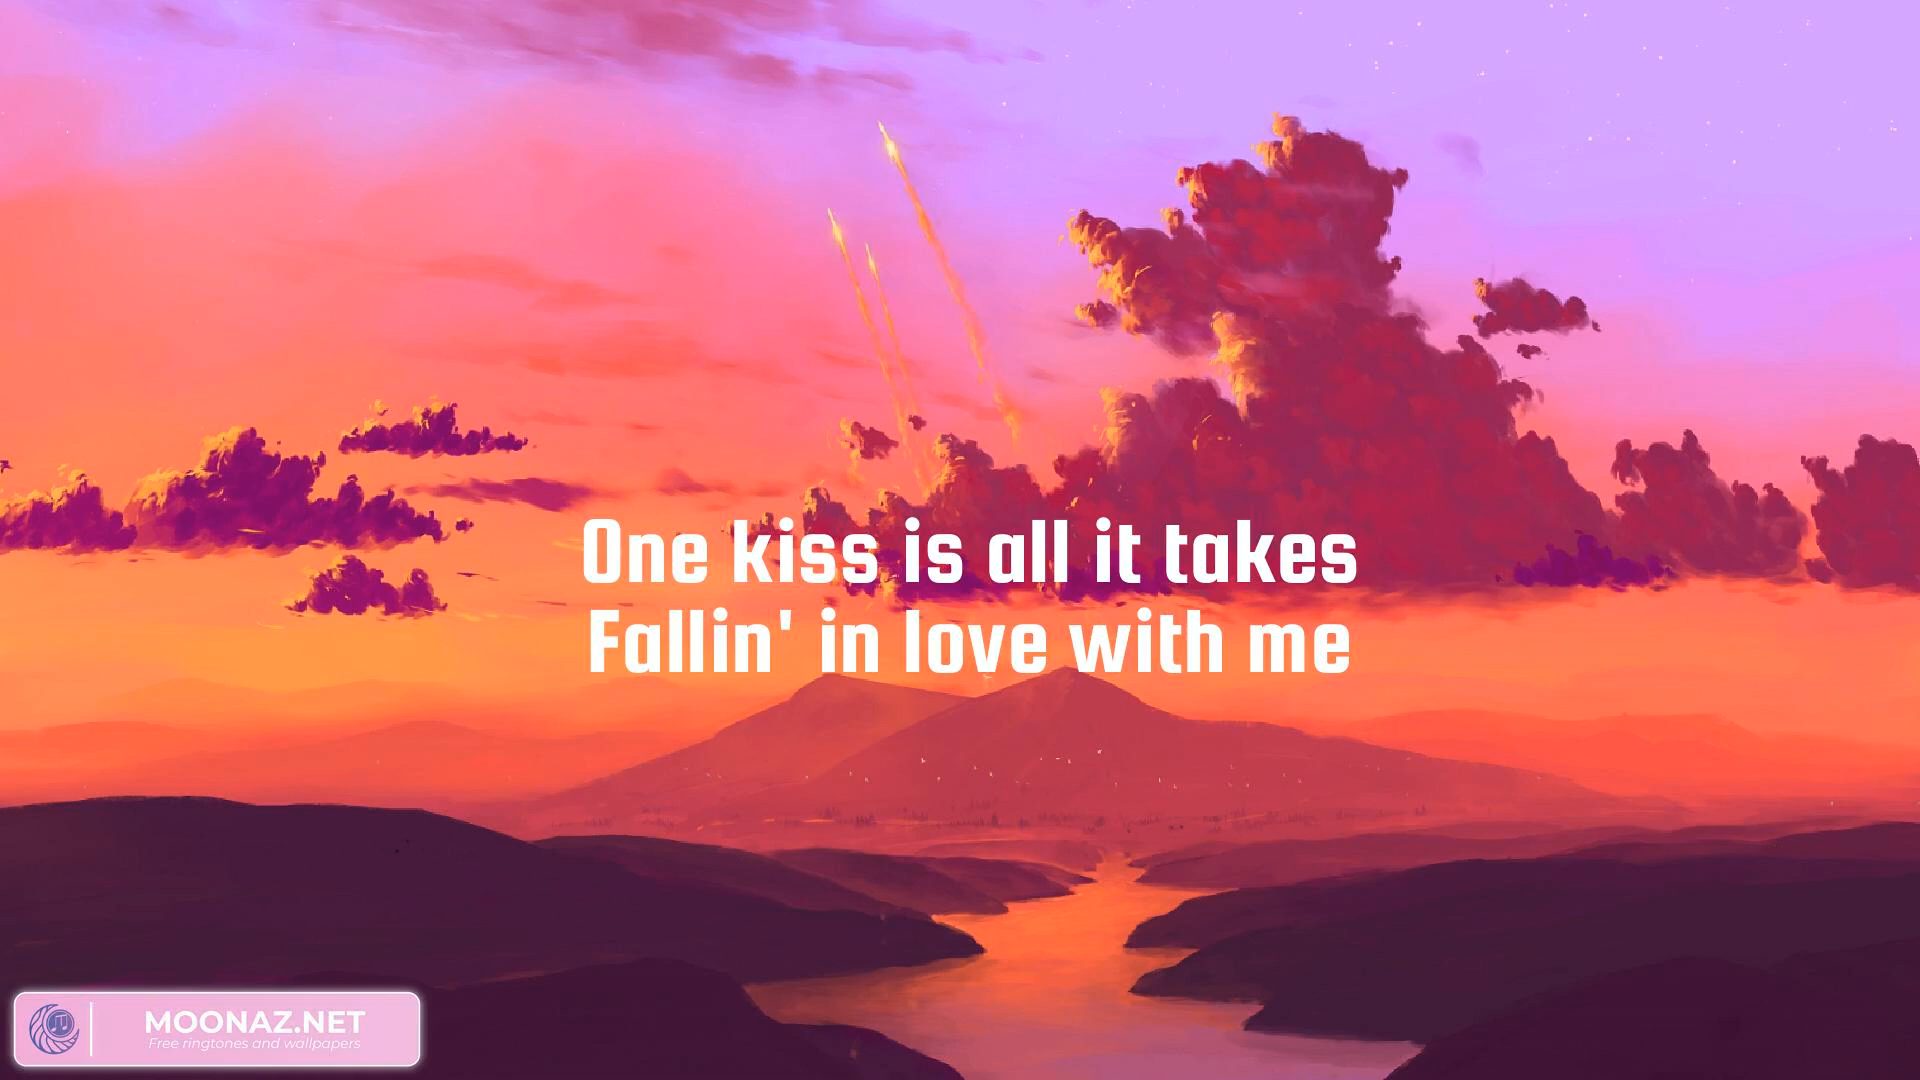 One kiss is all it takes
Fallin' in love with me
MOONAZ.NET
Free ringtones and wallpapers